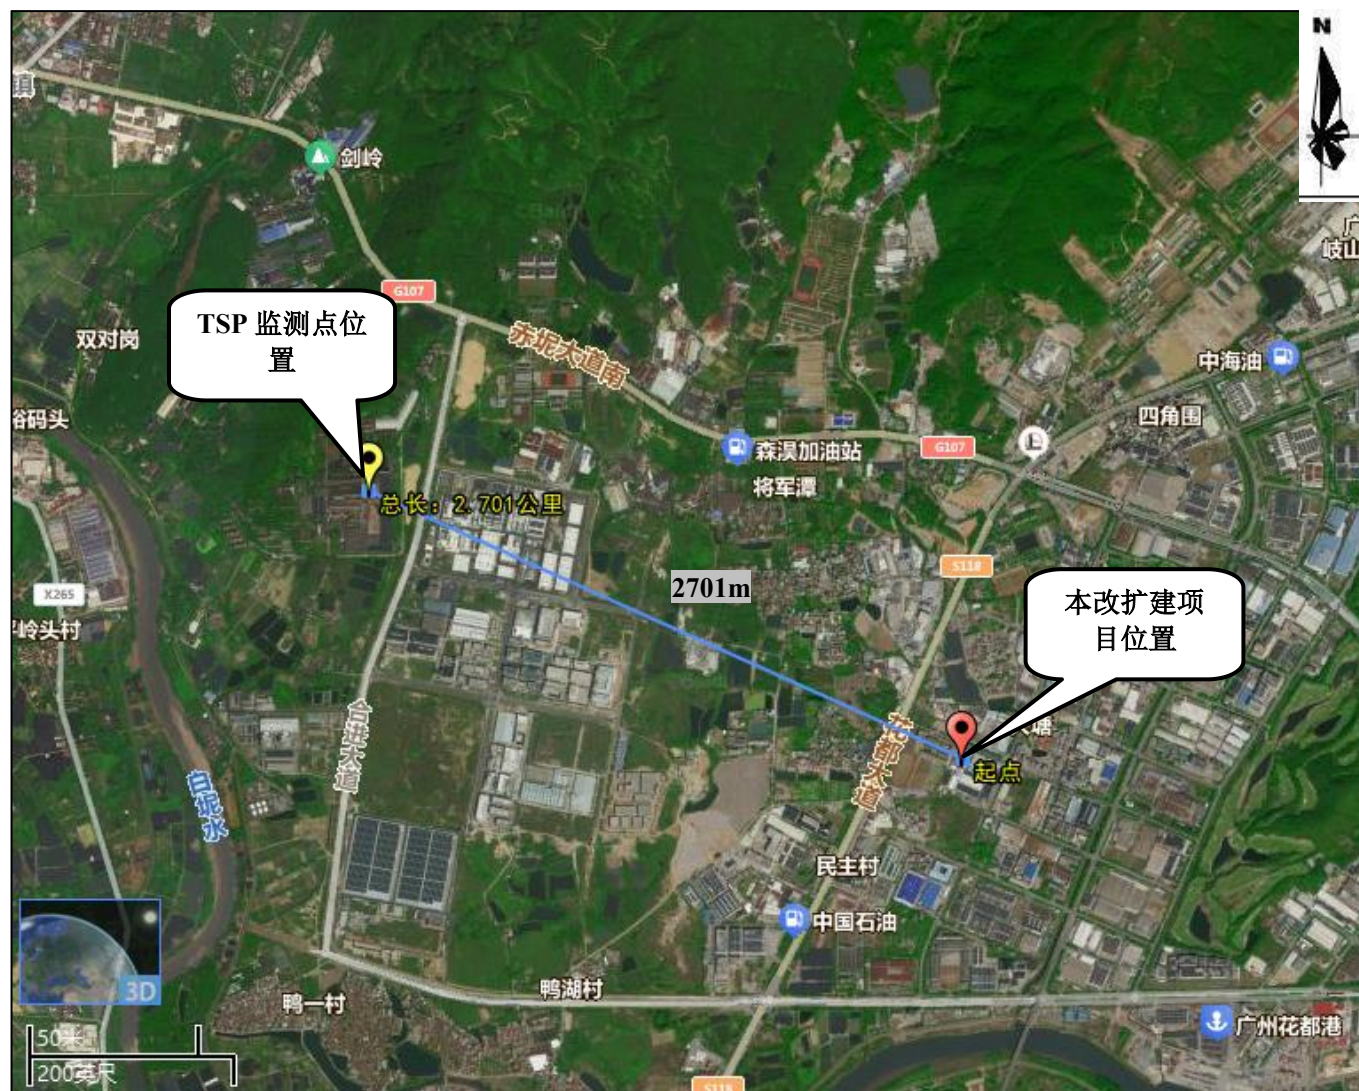 N
镇
剑岭
岐山
G107
TSP 监测点位
置
双对岗
赤坭大道南
中海油
码头
四角围
森淏加油站
G107
将军潭
总长：2.701公里
S118
2701m
X265
本改扩建项
目位置
岭头村
合进大道
花都大道
塘
起点
白坭水
民主村
中国石油
3D
鸭一村
鸭湖村
广州花都港
50米
200英尺
S118